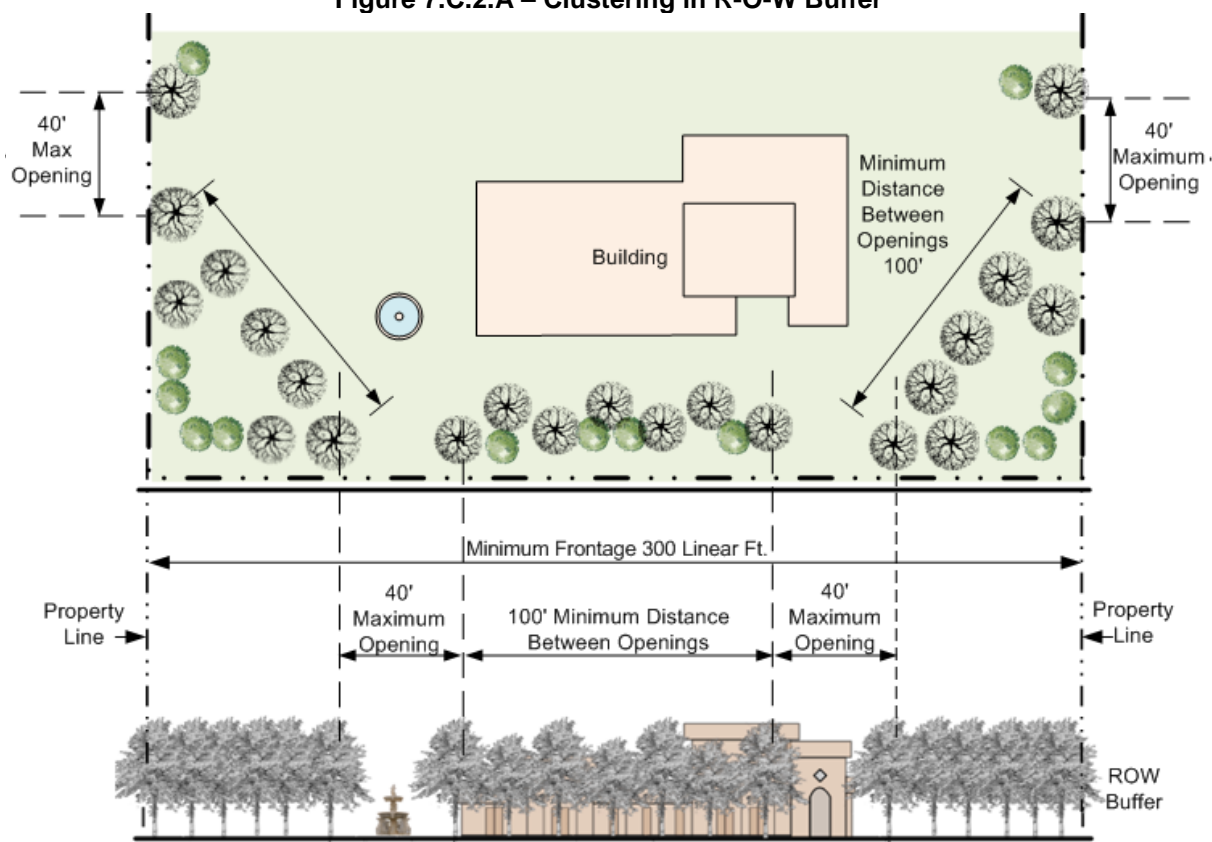 Figure 7.C.2.A – Clustering in R-O-W Buffer
40'
Max
Opening
40'
Maximum
Opening
Minimum
Distance
Between
Openings
100'
Building
Minimum Frontage 300 Linear Ft.
Property
Line
40'
Maximum
Opening
100' Minimum Distance
Between Openings
40'
Maximum
Opening
Property
Line
ROW
Buffer